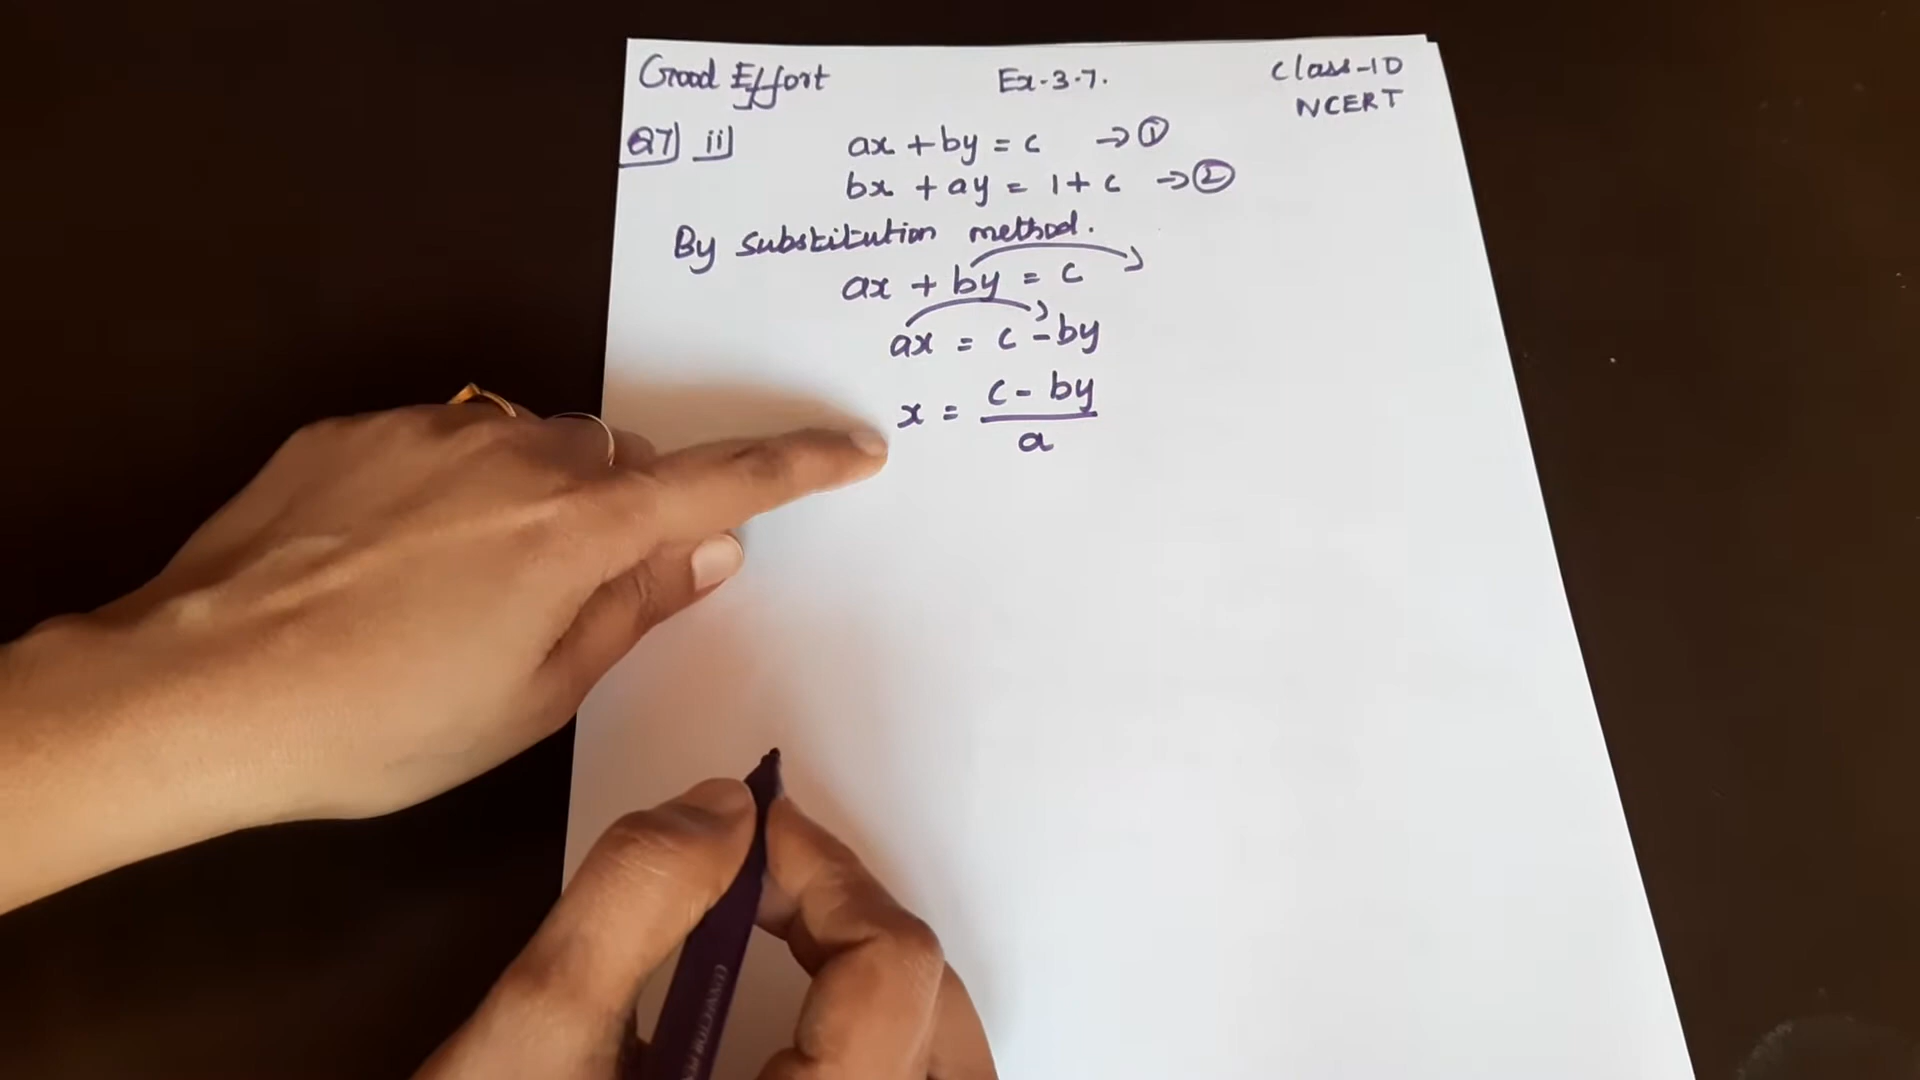 Good Effort Ex-3.7. Class-10
NCERT
Q7) ii) ax + by = c → ①
bx + ay = 1 + c → ②
By substitution method.
ax + by = c
ax = c - by
x = c - by
a